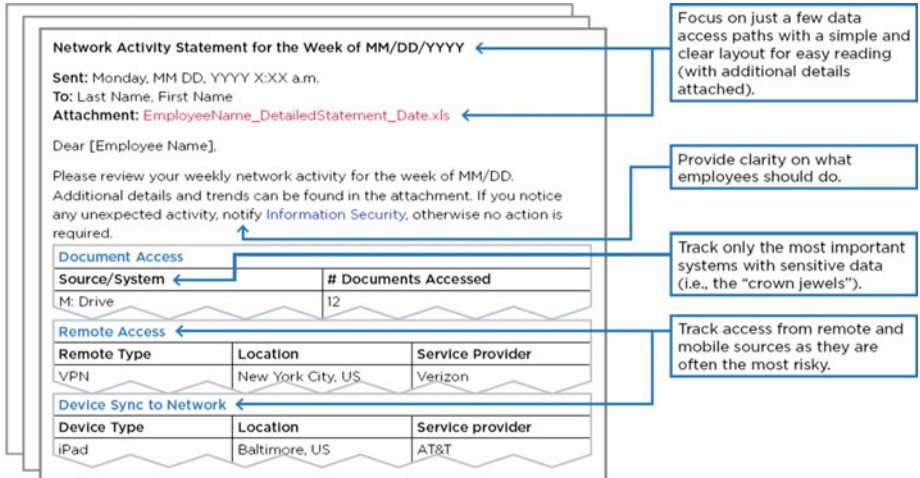 Network Activity Statement for the Week of MM/DD/YYYY
Sent: Monday, MM DD, YYYY X:XX a.m.
To: Last Name, First Name
Attachment: EmployeeName_DetailedStatement_Date.xls
Dear [Employee Name],
Please review your weekly network activity for the week of MM/DD.
Additional details and trends can be found in the attachment. If you notice
any unexpected activity, notify Information Security, otherwise no action is
required.
Document Access
Source/System # Documents Accessed
M: Drive 12
Remote Access
Remote Type Location Service Provider
VPN New York City, US Verizon
Device Sync to Network
Device Type Location Service provider
iPad Baltimore, US AT&T
Focus on just a few data
access paths with a simple and
clear layout for easy reading
(with additional details
attached).
Provide clarity on what
employees should do.
Track only the most important
systems with sensitive data
(i.e., the “crown jewels”).
Track access from remote and
mobile sources as they are
often the most risky.